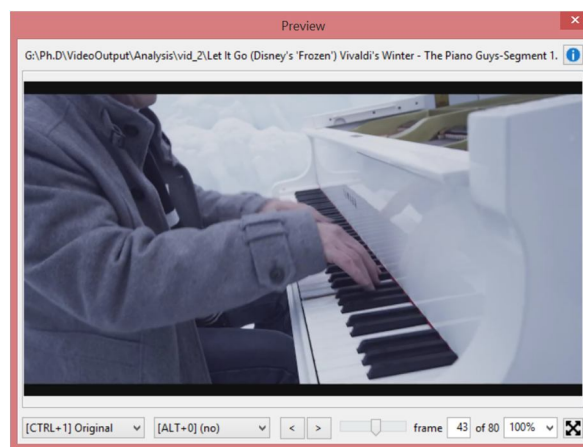 Preview
G:\Ph.D\VideoOutput\Analysis\vid_2\Let It Go (Disney's 'Frozen') Vivaldi's Winter - The Piano Guys-Segment 1.
[CTRL+1] Original [ALT+0] (no) < > frame 43 of 80 100%